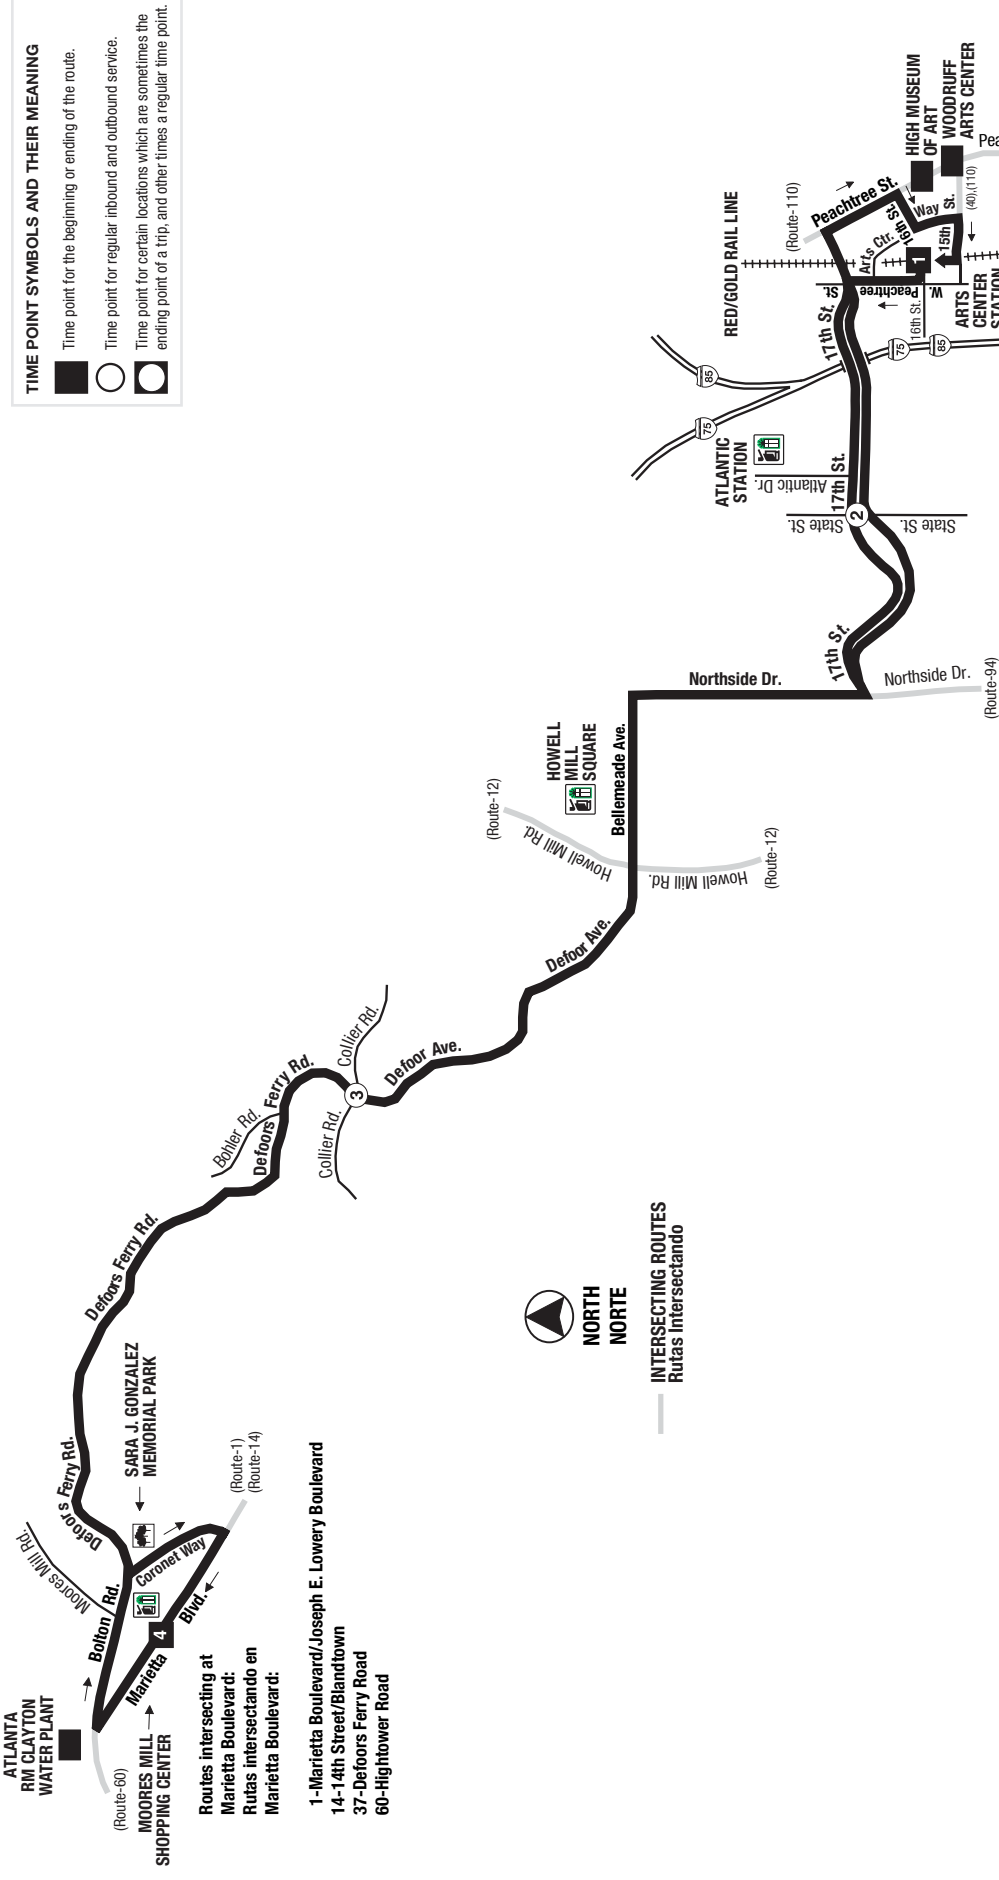 TIME POINT SYMBOLS AND THEIR MEANING
Time point for the beginning or ending of the route.
Time point for regular inbound and outbound service.
Time point for certain locations which are sometimes the
ending point of a trip, and other times a regular time point.
ATLANTA
RM CLAYTON
WATER PLANT
(Route-60)
MOORES MILL
SHOPPING CENTER
Moores Mill Rd.
Bolton Rd.
Marietta Blvd.
4
Coronet Way
SARA J. GONZALEZ
MEMORIAL PARK
(Route-1)
(Route-14)
Defoors Ferry Rd.
Defoors Ferry Rd.
Defoors Ferry Rd.
Bohler Rd.
Collier Rd.
Collier Rd.
3
Defoor Ave.
Defoor Ave.
(Route-12)
Howell Mill Rd.
Howell Mill Rd.
(Route-12)
HOWELL
MILL
SQUARE
Bellemeade Ave.
Northside Dr.
Northside Dr.
(Route-94)
17th St.
State St.
State St.
2
17th St.
Atlantic Dr.
ATLANTIC
STATION
75
85
75
85
17th St.
RED/GOLD RAIL LINE
(Route-110)
Peachtree St.
HIGH MUSEUM
OF ART
WOODRUFF
ARTS CENTER
Pea
(40),(110)
16th St.
Arts Ctr. Way
15th St.
1
W. Peachtree St.
16th St.
ARTS
CENTER
STATION
Routes intersecting at
Marietta Boulevard:
Rutas intersectando en
Marietta Boulevard:
1-Marietta Boulevard/Joseph E. Lowery Boulevard
14-14th Street/Blandtown
37-Defoors Ferry Road
60-Hightower Road
NORTH
NORTE
INTERSECTING ROUTES
Rutas Intersectando